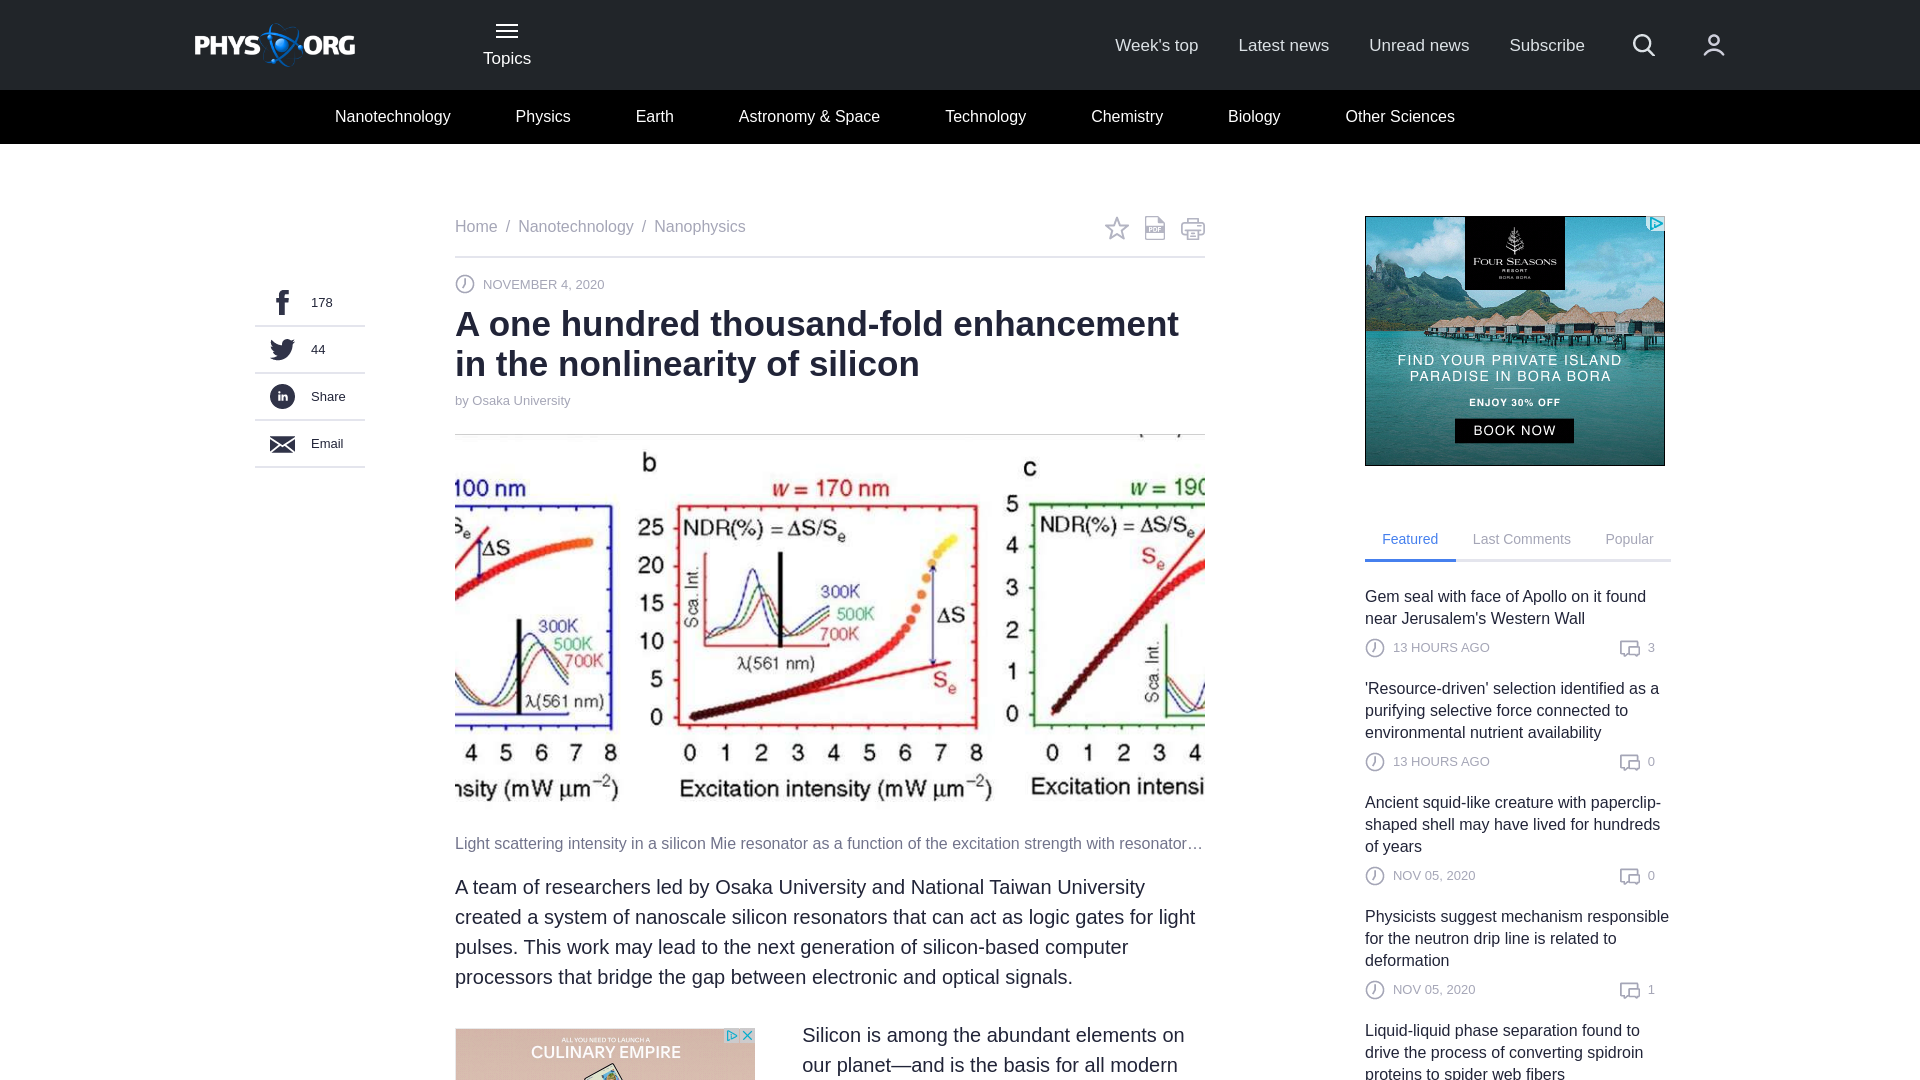 PHYS ORG
Topics
Week's top
Latest news
Unread news
Subscribe
Nanotechnology
Physics
Earth
Astronomy & Space
Technology
Chemistry
Biology
Other Sciences
178
44
Share
Email
Home / Nanotechnology / Nanophysics
PDF
NOVEMBER 4, 2020
A one hundred thousand-fold enhancement
in the nonlinearity of silicon
by Osaka University
100 nm
Se
ΔS
300K
500K
700K
λ(561 nm)
4 5 6 7 8
nsity (mW μm⁻²)
b
w = 170 nm
25
20
15
10
5
0
NDR(%) = ΔS/Se
Sca. Int.
300K
500K
700K
λ(561 nm)
ΔS
Se
0 1 2 3 4 5 6 7 8
Excitation intensity (mW μm⁻²)
c
w = 190
5
4
3
2
1
0
NDR(%) = ΔS/Se
Se
Sca. Int.
0 1 2 3 4
Excitation intensi
Light scattering intensity in a silicon Mie resonator as a function of the excitation strength with resonator…
A team of researchers led by Osaka University and National Taiwan University
created a system of nanoscale silicon resonators that can act as logic gates for light
pulses. This work may lead to the next generation of silicon-based computer
processors that bridge the gap between electronic and optical signals.
ALL YOU NEED TO LAUNCH A
CULINARY EMPIRE
Silicon is among the abundant elements on
our planet—and is the basis for all modern
FOUR SEASONS
RESORT
BORA BORA
FIND YOUR PRIVATE ISLAND
PARADISE IN BORA BORA
ENJOY 30% OFF
BOOK NOW
Featured
Last Comments
Popular
Gem seal with face of Apollo on it found
near Jerusalem's Western Wall
13 HOURS AGO
3
'Resource-driven' selection identified as a
purifying selective force connected to
environmental nutrient availability
13 HOURS AGO
0
Ancient squid-like creature with paperclip-
shaped shell may have lived for hundreds
of years
NOV 05, 2020
0
Physicists suggest mechanism responsible
for the neutron drip line is related to
deformation
NOV 05, 2020
1
Liquid-liquid phase separation found to
drive the process of converting spidroin
proteins to spider web fibers